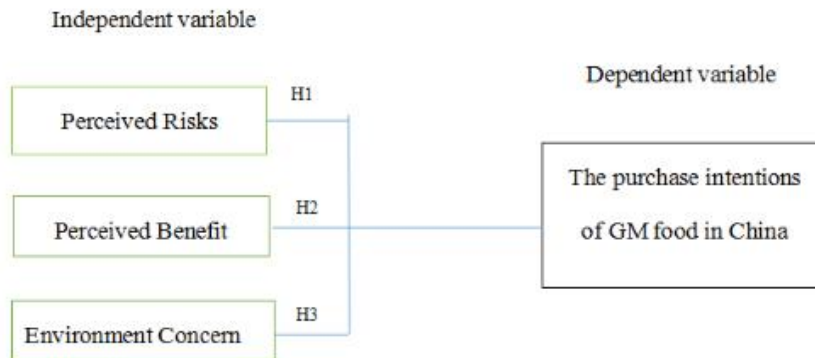 Independent variable
Dependent variable
H1
Perceived Risks
The purchase intentions
of GM food in China
H2
Perceived Benefit
H3
Environment Concern